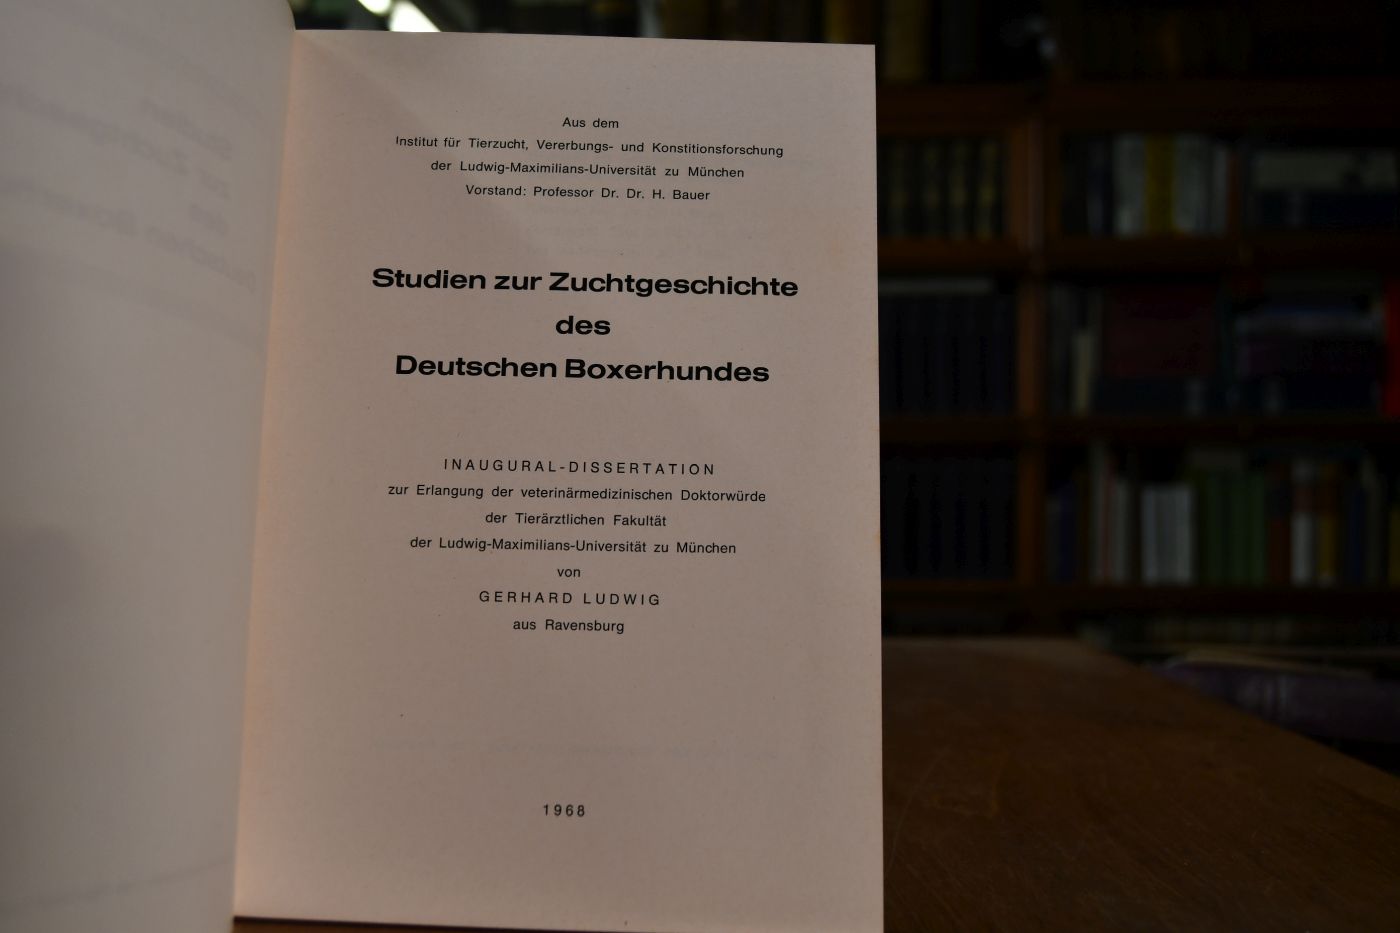 Aus dem
Institut für Tierzucht, Vererbungs- und Konstitionsforschung
der Ludwig-Maximilians-Universität zu München
Vorstand: Professor Dr. Dr. H. Bauer
Studien zur Zuchtgeschichte
des
Deutschen Boxerhundes
INAUGURAL-DISSERTATION
zur Erlangung der veterinärmedizinischen Doktorwürde
der Tierärztlichen Fakultät
der Ludwig-Maximilians-Universität zu München
von
GERHARD LUDWIG
aus Ravensburg
1968